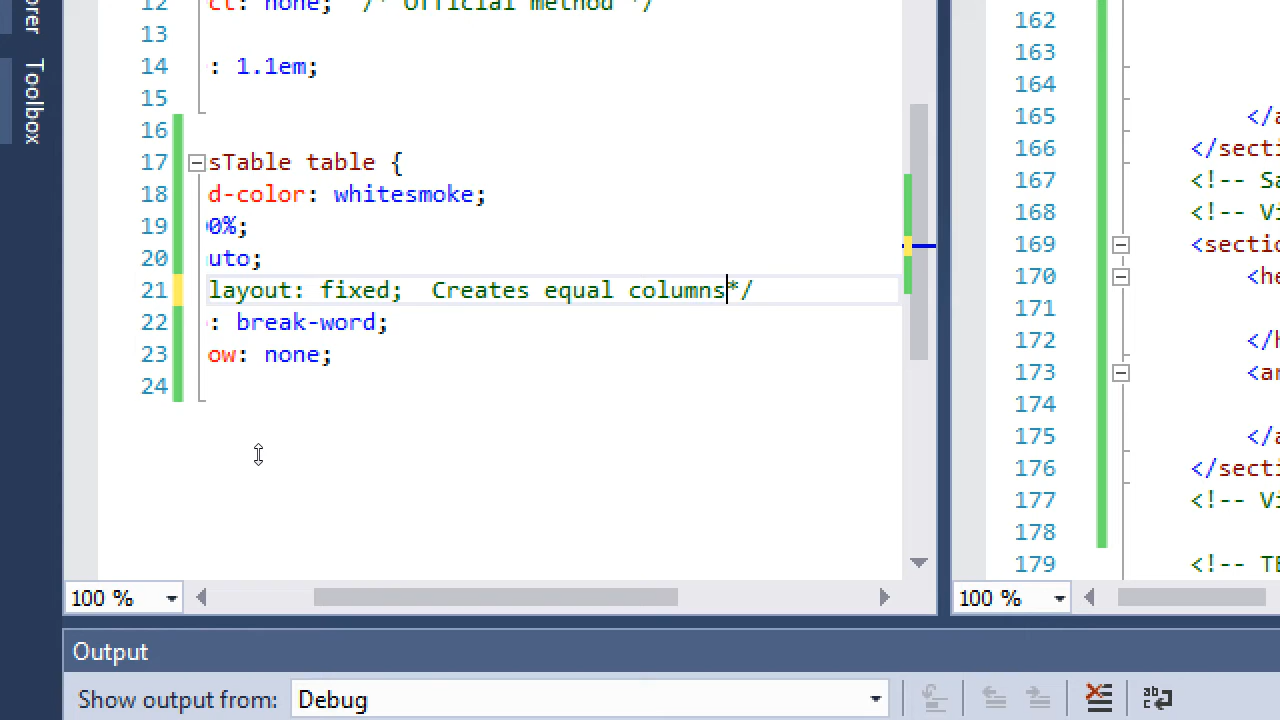 Toolbox
12 ct: none; /* Official method */
13
14 : 1.1em;
15
16
17 sTable table {
18 d-color: whitesmoke;
19 00%;
20 uto;
21 layout: fixed;  Creates equal columns*/
22 : break-word;
23 ow: none;
24
100 %
162
163
164
165 </a
166 </secti
167 <!-- Sa
168 <!-- Vi
169 <sectio
170 <he
171
172 </h
173 <ar
174
175 </a
176 </secti
177 <!-- Vi
178
179 <!-- TE
100 %
Output
Show output from: Debug